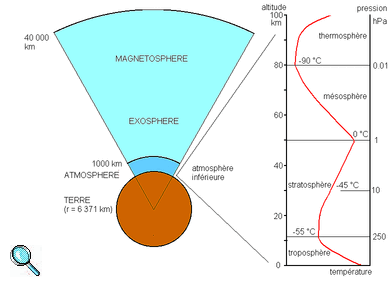 40 000
km
MAGNETOSPHERE
EXOSPHERE
1000 km
ATMOSPHERE
atmosphère
inférieure
TERRE
(r = 6 371 km)
altitude
km
pression
hPa
100
thermosphère
80
-90 °C
0.01
60
mésosphère
0 °C
1
40
stratosphère
-45 °C
10
20
-55 °C
250
troposphère
0
température